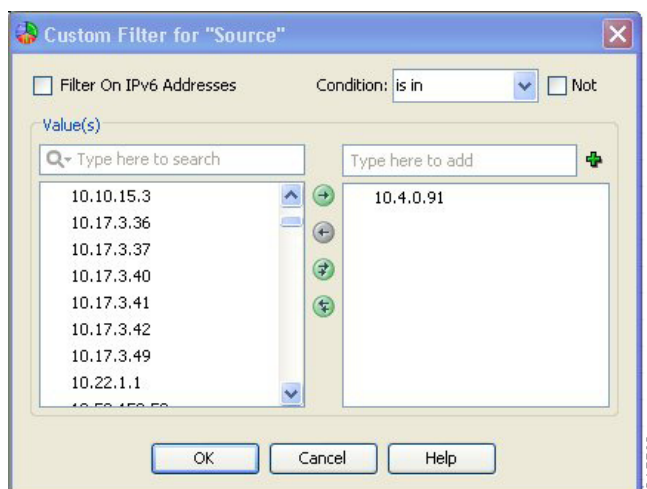 Custom Filter for "Source"
Filter On IPv6 Addresses
Condition: is in
Not
Value(s)
Type here to search
Type here to add
10.10.15.3
10.17.3.36
10.17.3.37
10.17.3.40
10.17.3.41
10.17.3.42
10.17.3.49
10.22.1.1
10.4.0.91
OK
Cancel
Help